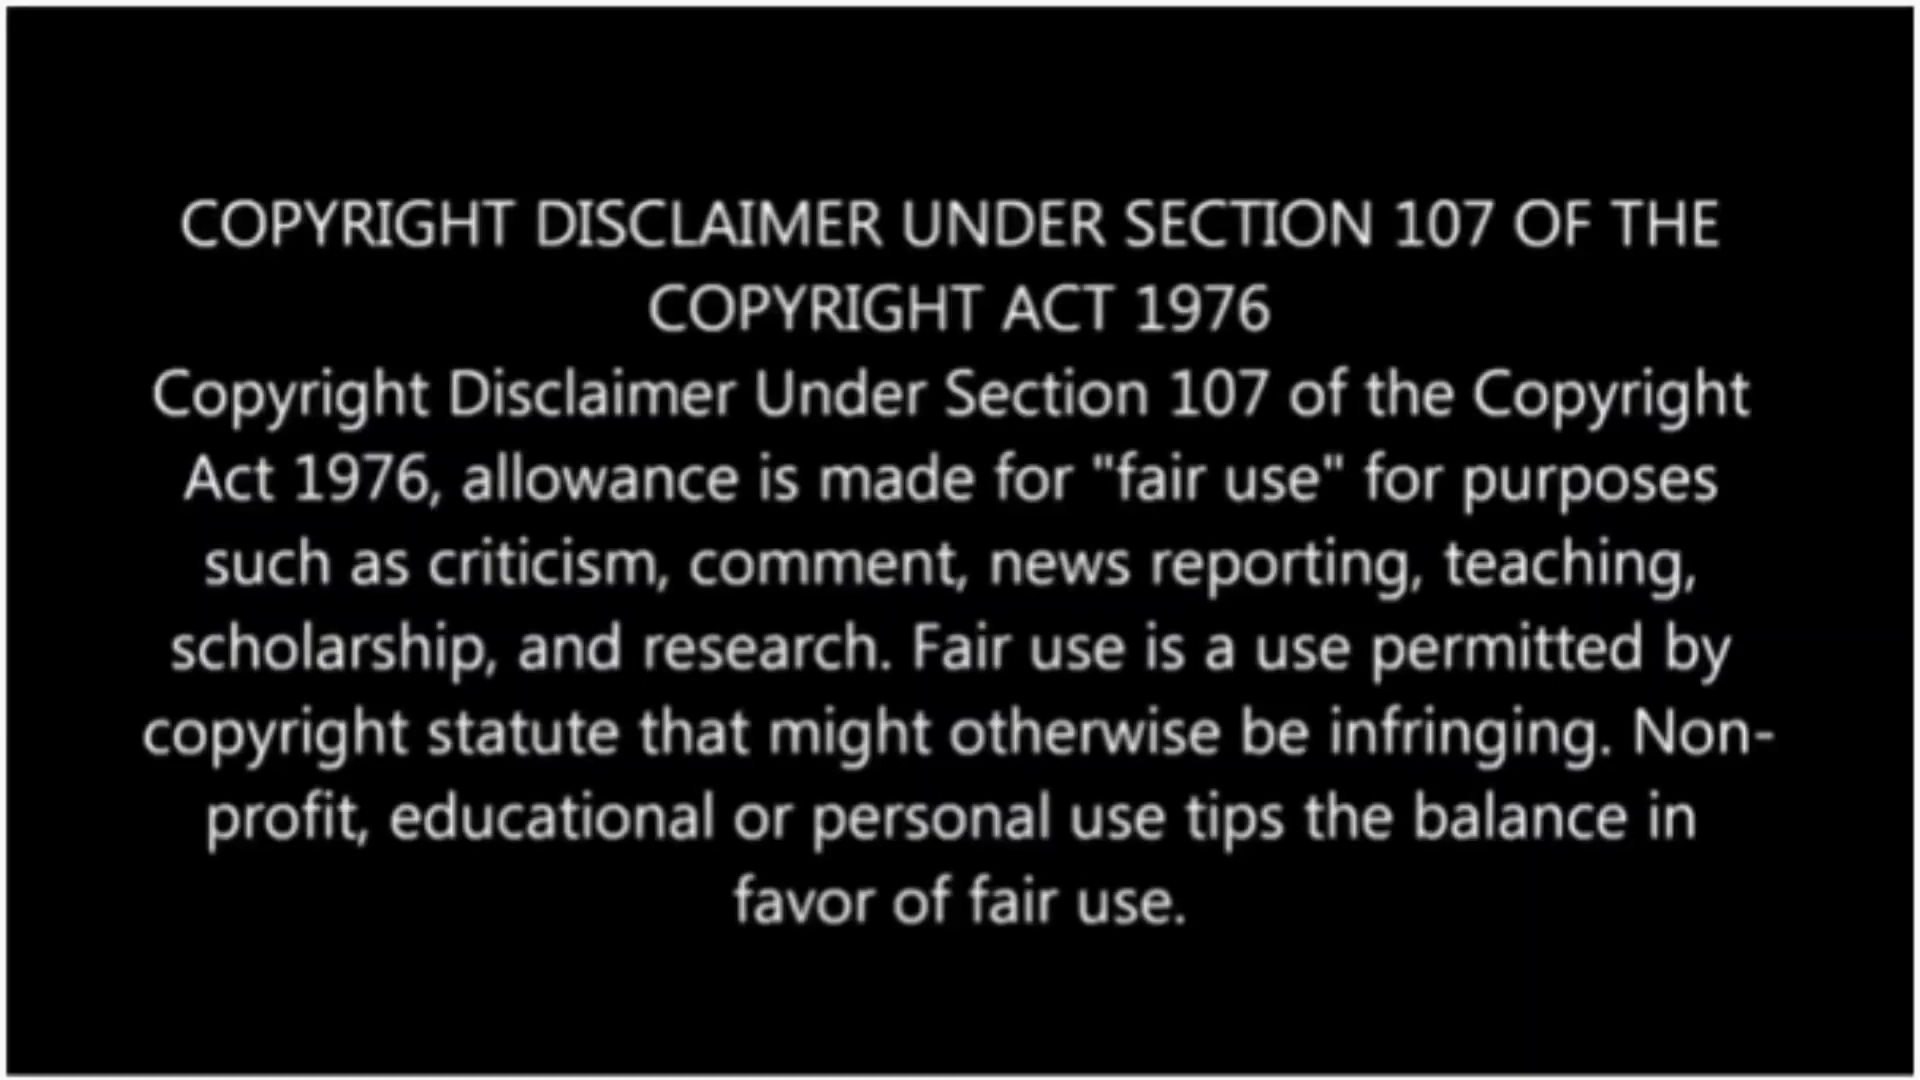 COPYRIGHT DISCLAIMER UNDER SECTION 107 OF THE
COPYRIGHT ACT 1976
Copyright Disclaimer Under Section 107 of the Copyright
Act 1976, allowance is made for "fair use" for purposes
such as criticism, comment, news reporting, teaching,
scholarship, and research. Fair use is a use permitted by
copyright statute that might otherwise be infringing. Non-
profit, educational or personal use tips the balance in
favor of fair use.